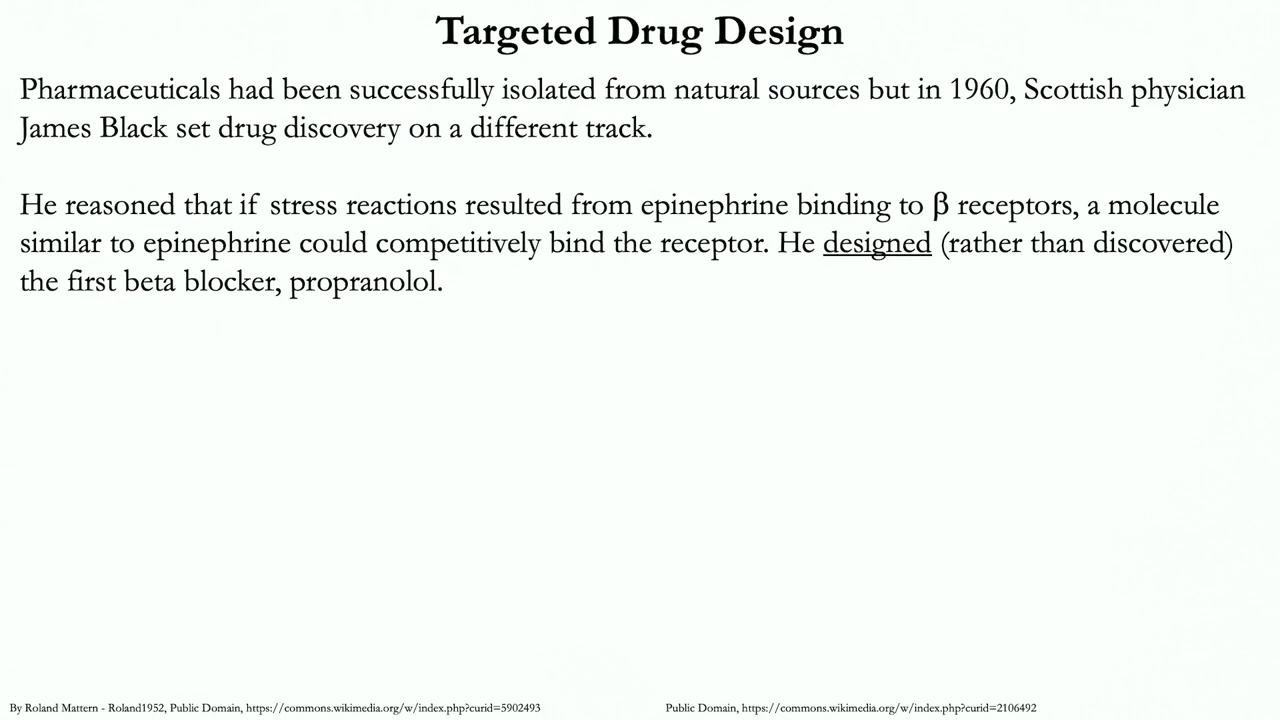 Targeted Drug Design
Pharmaceuticals had been successfully isolated from natural sources but in 1960, Scottish physician
James Black set drug discovery on a different track.
He reasoned that if stress reactions resulted from epinephrine binding to β receptors, a molecule
similar to epinephrine could competitively bind the receptor. He designed (rather than discovered)
the first beta blocker, propranolol.
By Roland Mattern - Roland1952, Public Domain, https://commons.wikimedia.org/w/index.php?curid=5902493
Public Domain, https://commons.wikimedia.org/w/index.php?curid=2106492